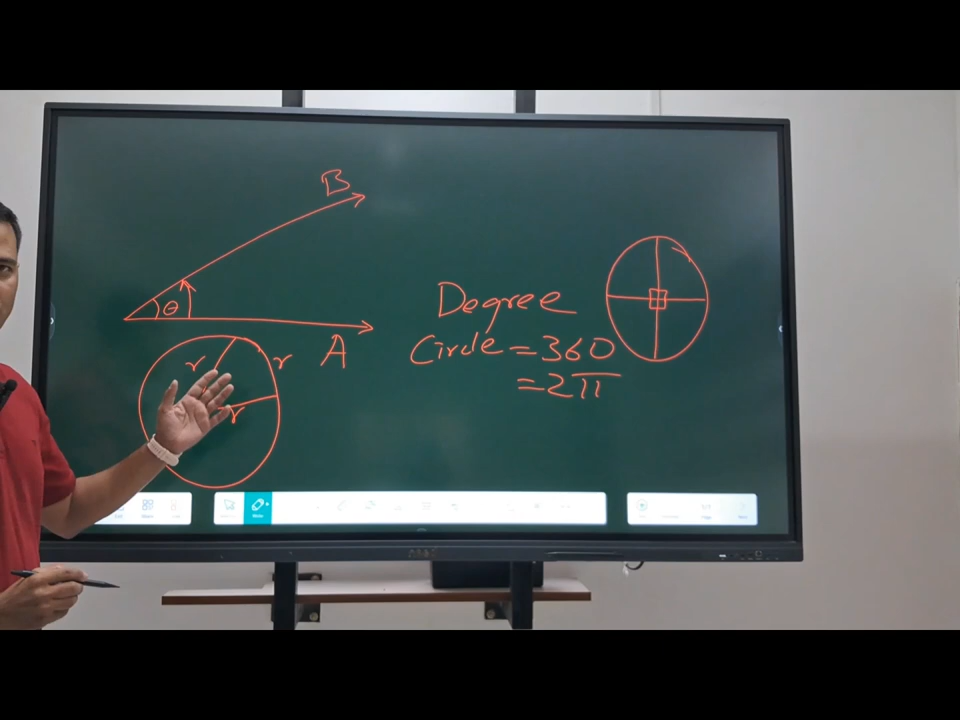 B
θ
A
r r
r
Degree
Circle = 360
= 2π